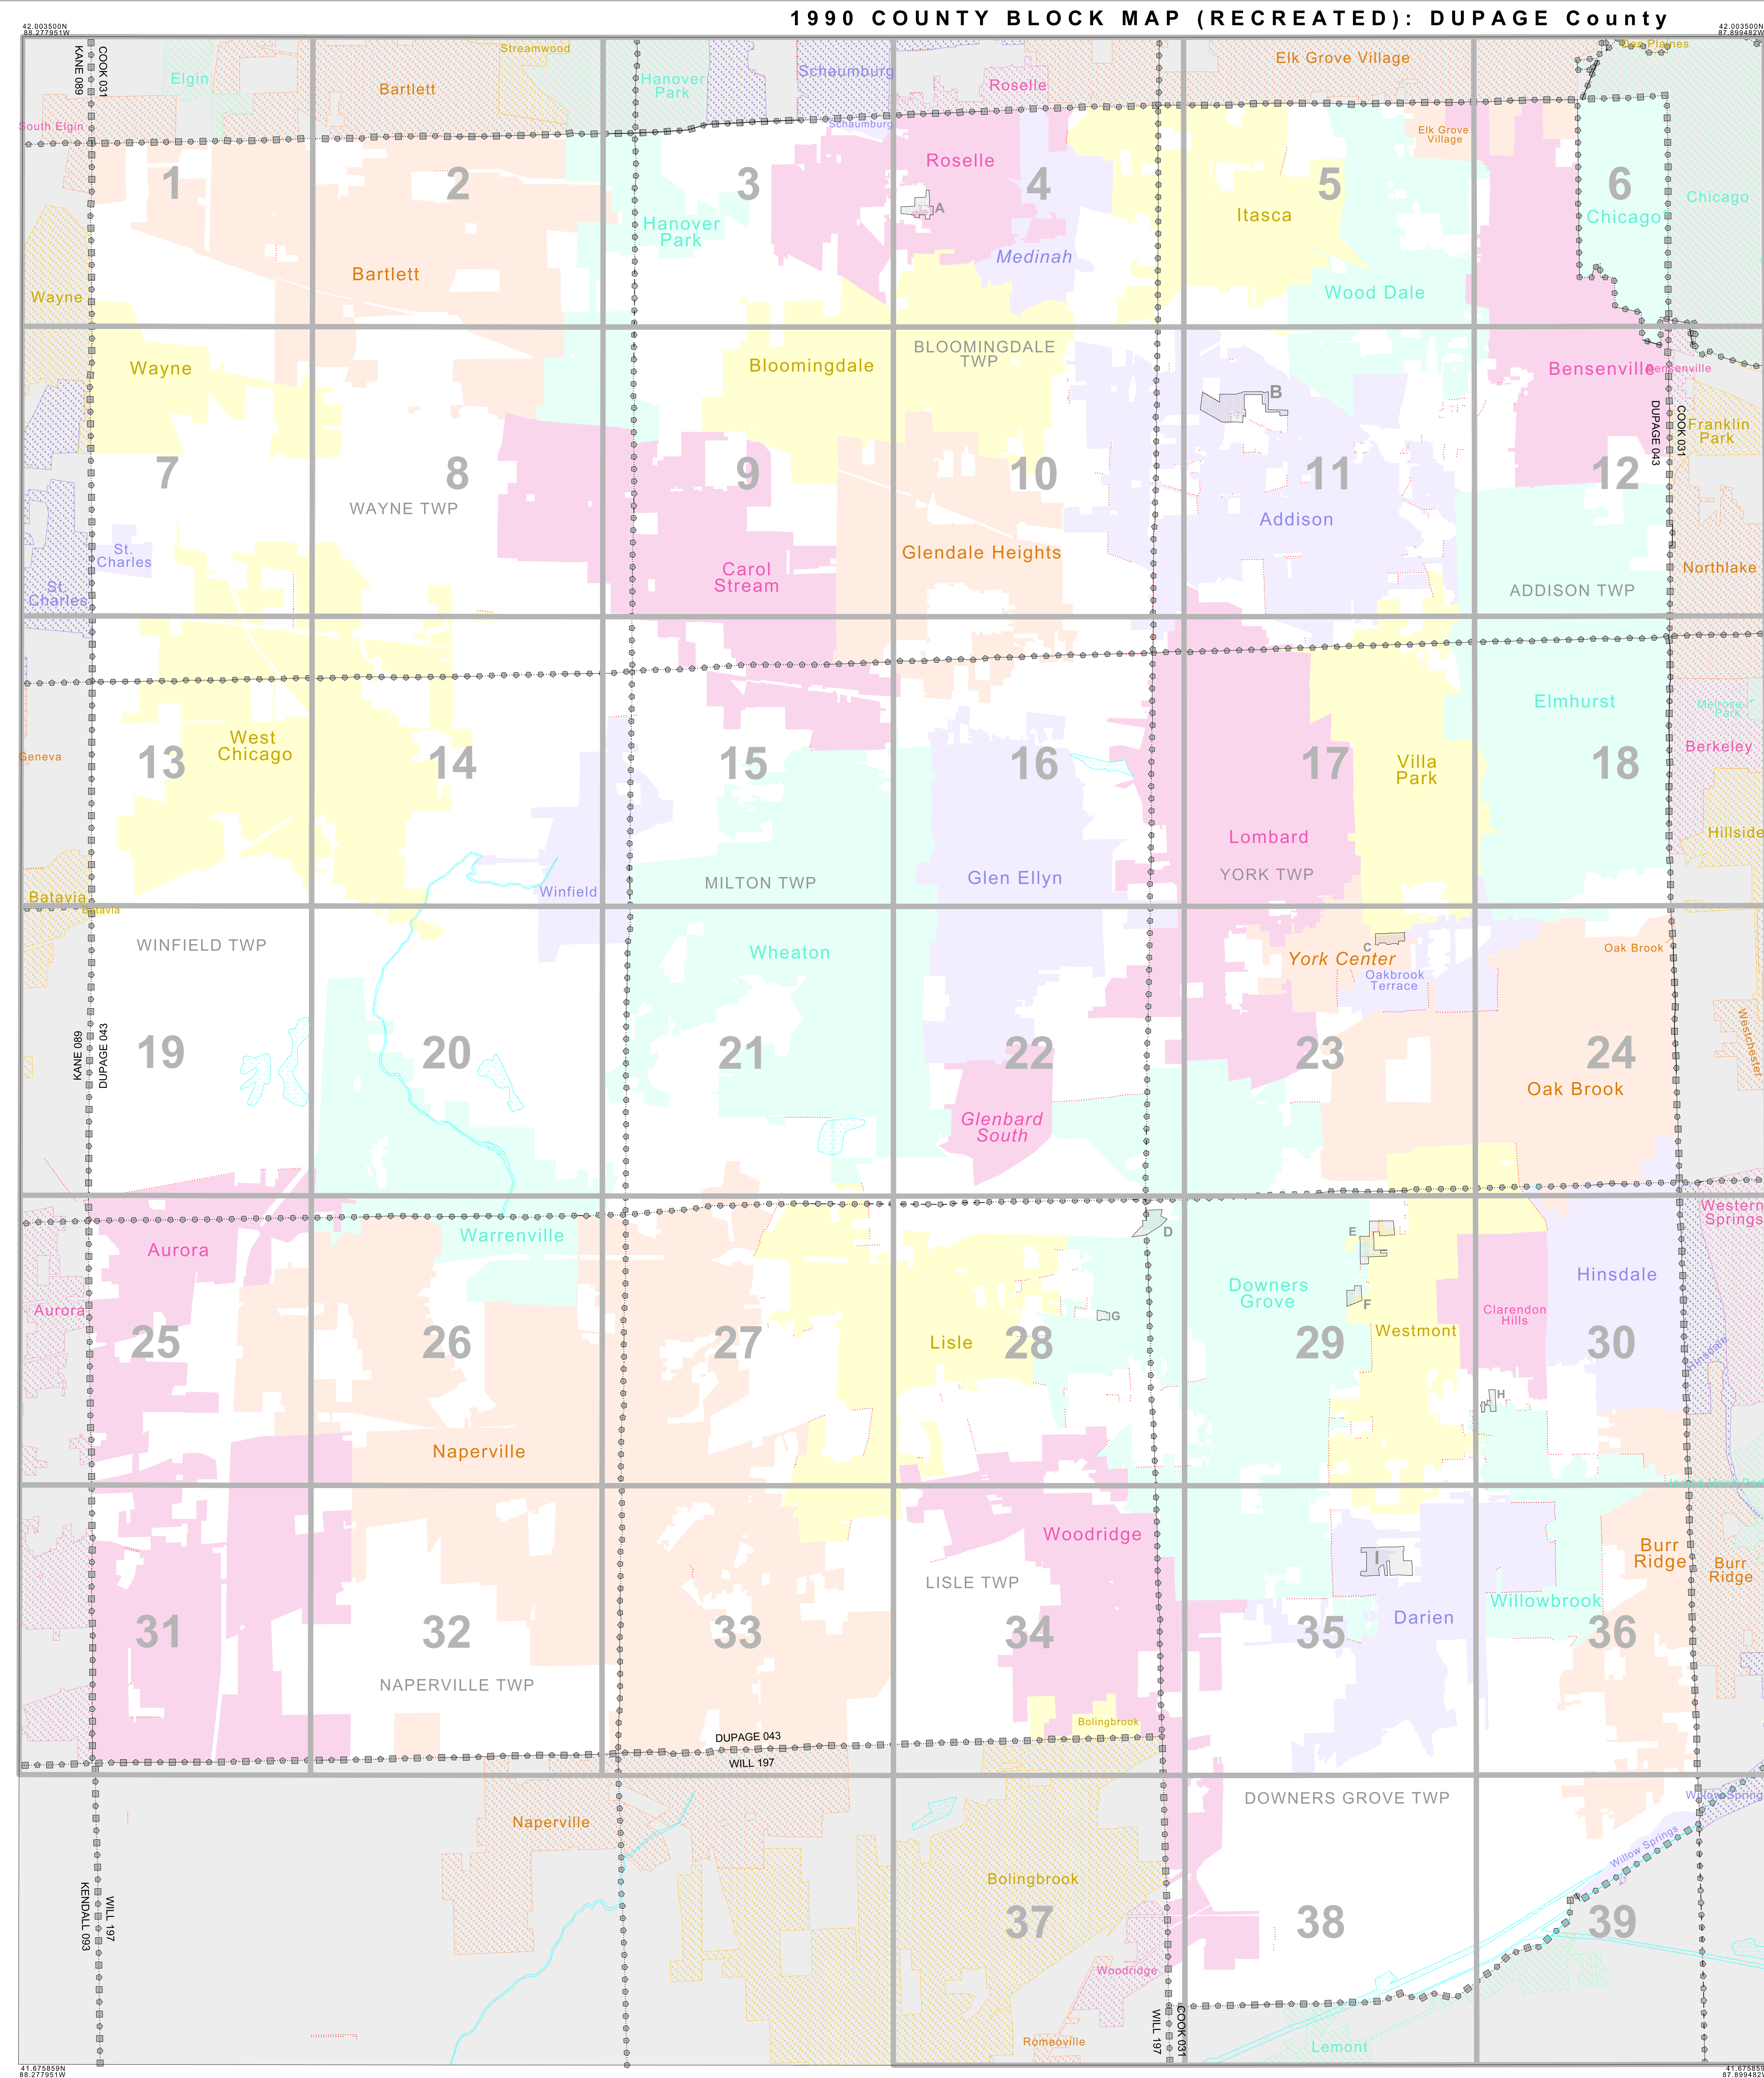 1990 COUNTY BLOCK MAP (RECREATED): DUPAGE County
42.003500N
88.277951W
42.003500N
87.899482W
KANE 089
COOK 031
Elgin
Streamwood
Bartlett
Hanover
Park
Schaumburg
Roselle
Elk Grove Village
Des Plaines
South Elgin
Schaumburg
Elk Grove
Village
1
2
3
Roselle
4
5
6
A
Hanover
Park
Itasca
Chicago
Chicago
Bartlett
Medinah
Wood Dale
Wayne
Wayne
Bloomingdale
BLOOMINGDALE
TWP
Bensenville
Bensenville
B
DUPAGE 043
COOK 031
Franklin
Park
7
8
9
10
11
12
WAYNE TWP
Addison
St.
Charles
Glendale Heights
Northlake
St.
Charles
Carol
Stream
ADDISON TWP
Elmhurst
Melrose
Park
West
Chicago
Geneva
Berkeley
13
14
15
16
17
Villa
Park
18
Lombard
Hillside
Batavia
Winfield
MILTON TWP
Glen Ellyn
YORK TWP
Batavia
WINFIELD TWP
Wheaton
C
York Center
Oak Brook
Oakbrook
Terrace
KANE 089
DUPAGE 043
Westchester
19
20
21
22
23
24
Oak Brook
Glenbard
South
Western
Springs
Aurora
Warrenville
D
E
Hinsdale
Downers
Grove
F
Clarendon
Hills
Aurora
G
Westmont
25
26
27
Lisle
28
29
30
Hinsdale
H
Naperville
Woodridge
I
Burr
Ridge
Burr
Ridge
LISLE TWP
Willowbrook
Darien
31
32
33
34
35
36
NAPERVILLE TWP
Bolingbrook
DUPAGE 043
WILL 197
DOWNERS GROVE TWP
Willow Springs
Naperville
Willow Springs
Bolingbrook
KENDALL 093
WILL 197
37
38
39
Woodridge
WILL 197
COOK 031
Romeoville
Lemont
41.675859N
88.277951W
41.675859
87.899482W